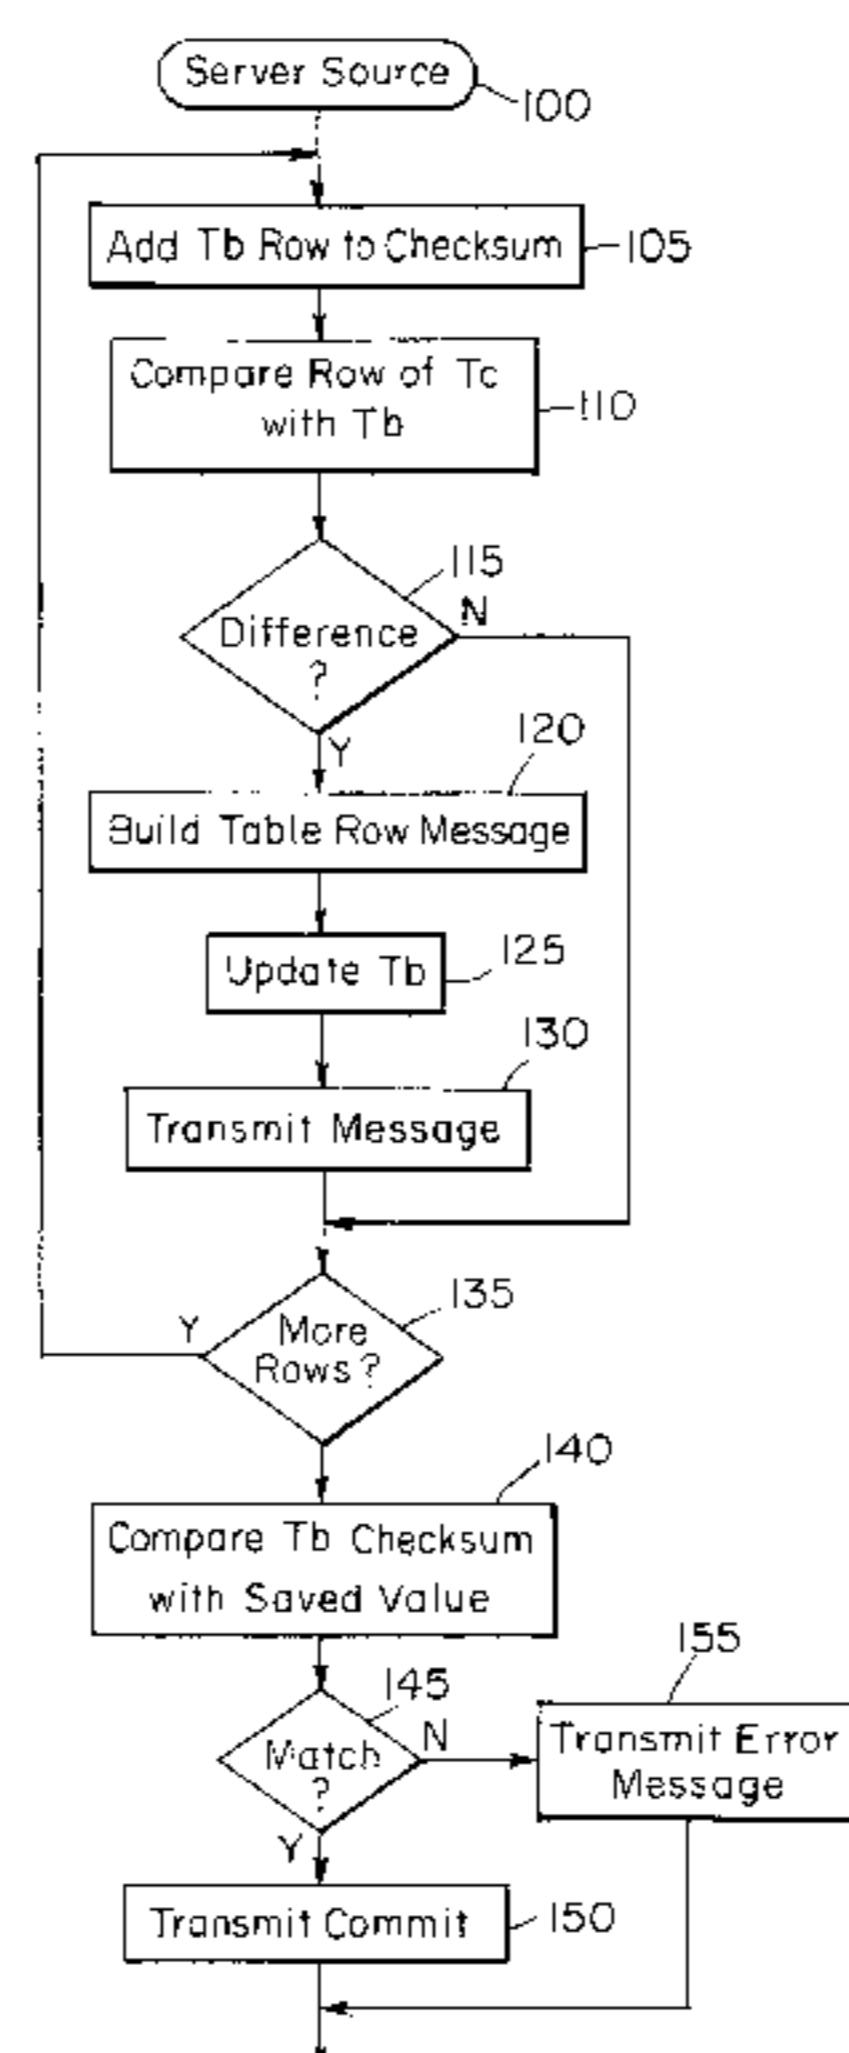 Server Source
100
Add Tb Row to Checksum
105
Compare Row of Tc
with Tb
110
115
Difference
?
N
Y
120
Build Table Row Message
Update Tb
125
130
Transmit Message
135
More
Rows?
Y
140
Compare Tb Checksum
with Saved Value
145
Match
?
N
Y
155
Transmit Error
Message
Transmit Commit
150